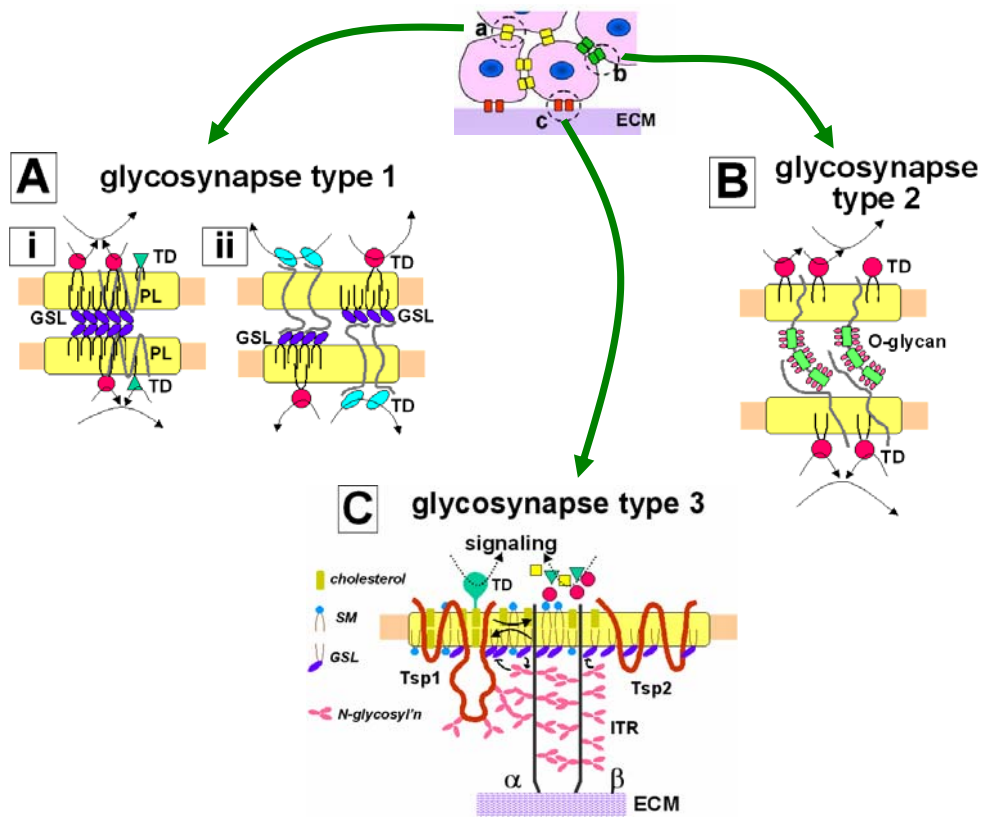 a
b
c
ECM
A
glycosynapse type 1
B
glycosynapse
type 2
i
ii
TD
TD
TD
PL
GSL
GSL
O-glycan
GSL
PL
TD
TD
TD
C
glycosynapse type 3
signaling
cholesterol
TD
SM
GSL
Tsp1
Tsp2
N-glycosyl'n
ITR
α
β
ECM